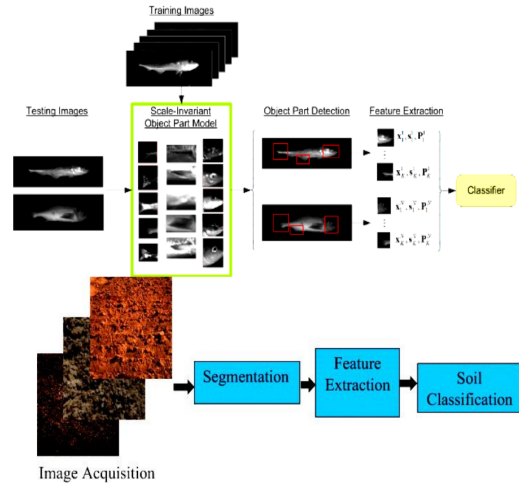 Training Images
Testing Images
Scale-Invariant
Object Part Model
Object Part Detection
Feature Extraction
Classifier
Segmentation
Feature
Extraction
Soil
Classification
Image Acquisition